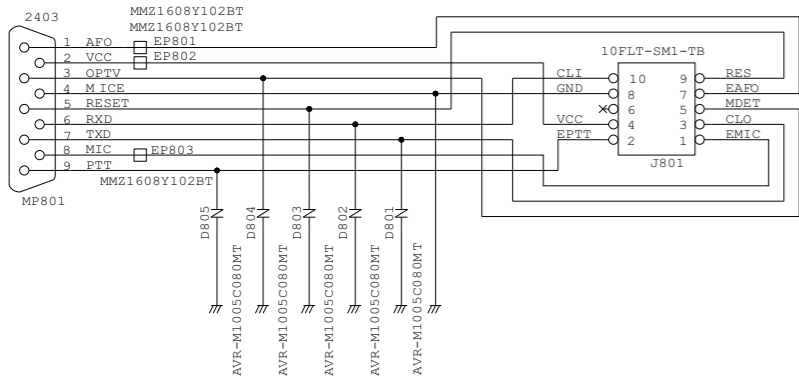 2403
MMZ1608Y102BT
MMZ1608Y102BT
1 AFO EP801
2 VCC EP802
3 OPTV
4 MICE
5 RESET
6 RXD
7 TXD
8 MIC EP803
9 PTT
MMZ1608Y102BT
MP801
10FLT-SM1-TB
CLI 10 9 RES
GND 8 7 EAFO
6 5 MDET
VCC 4 3 CLO
EPTT 2 1 EMIC
J801
D805
AVR-M1005C080MT
D804
AVR-M1005C080MT
D803
AVR-M1005C080MT
D802
AVR-M1005C080MT
D801
AVR-M1005C080MT